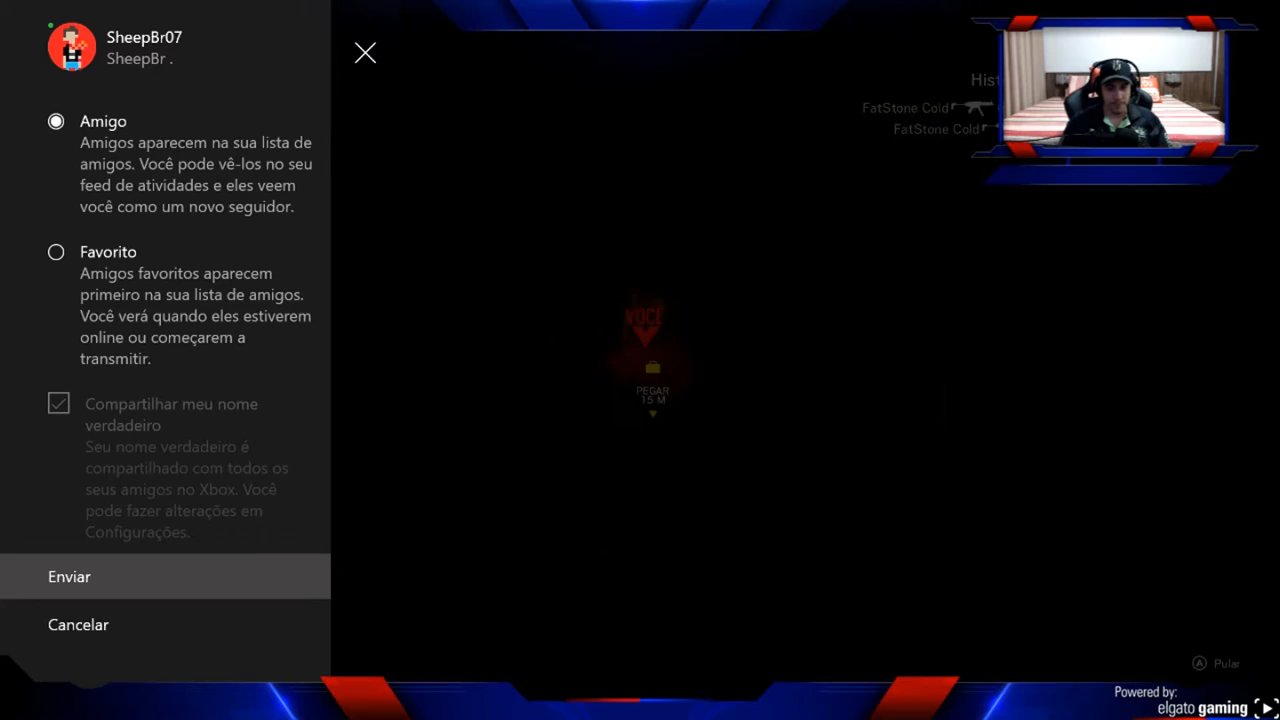 SheepBr07
SheepBr .
Amigo
Amigos aparecem na sua lista de
amigos. Você pode vê-los no seu
feed de atividades e eles veem
você como um novo seguidor.
Favorito
Amigos favoritos aparecem
primeiro na sua lista de amigos.
Você verá quando eles estiverem
online ou começarem a
transmitir.
Compartilhar meu nome
verdadeiro
Seu nome verdadeiro é
compartilhado com todos os
seus amigos no Xbox. Você
pode fazer alterações em
Configurações.
Enviar
Cancelar
Hist
FatStone Cold
FatStone Cold
VOCÊ
PEGAR
15 M
A Pular
Powered by:
elgato gaming